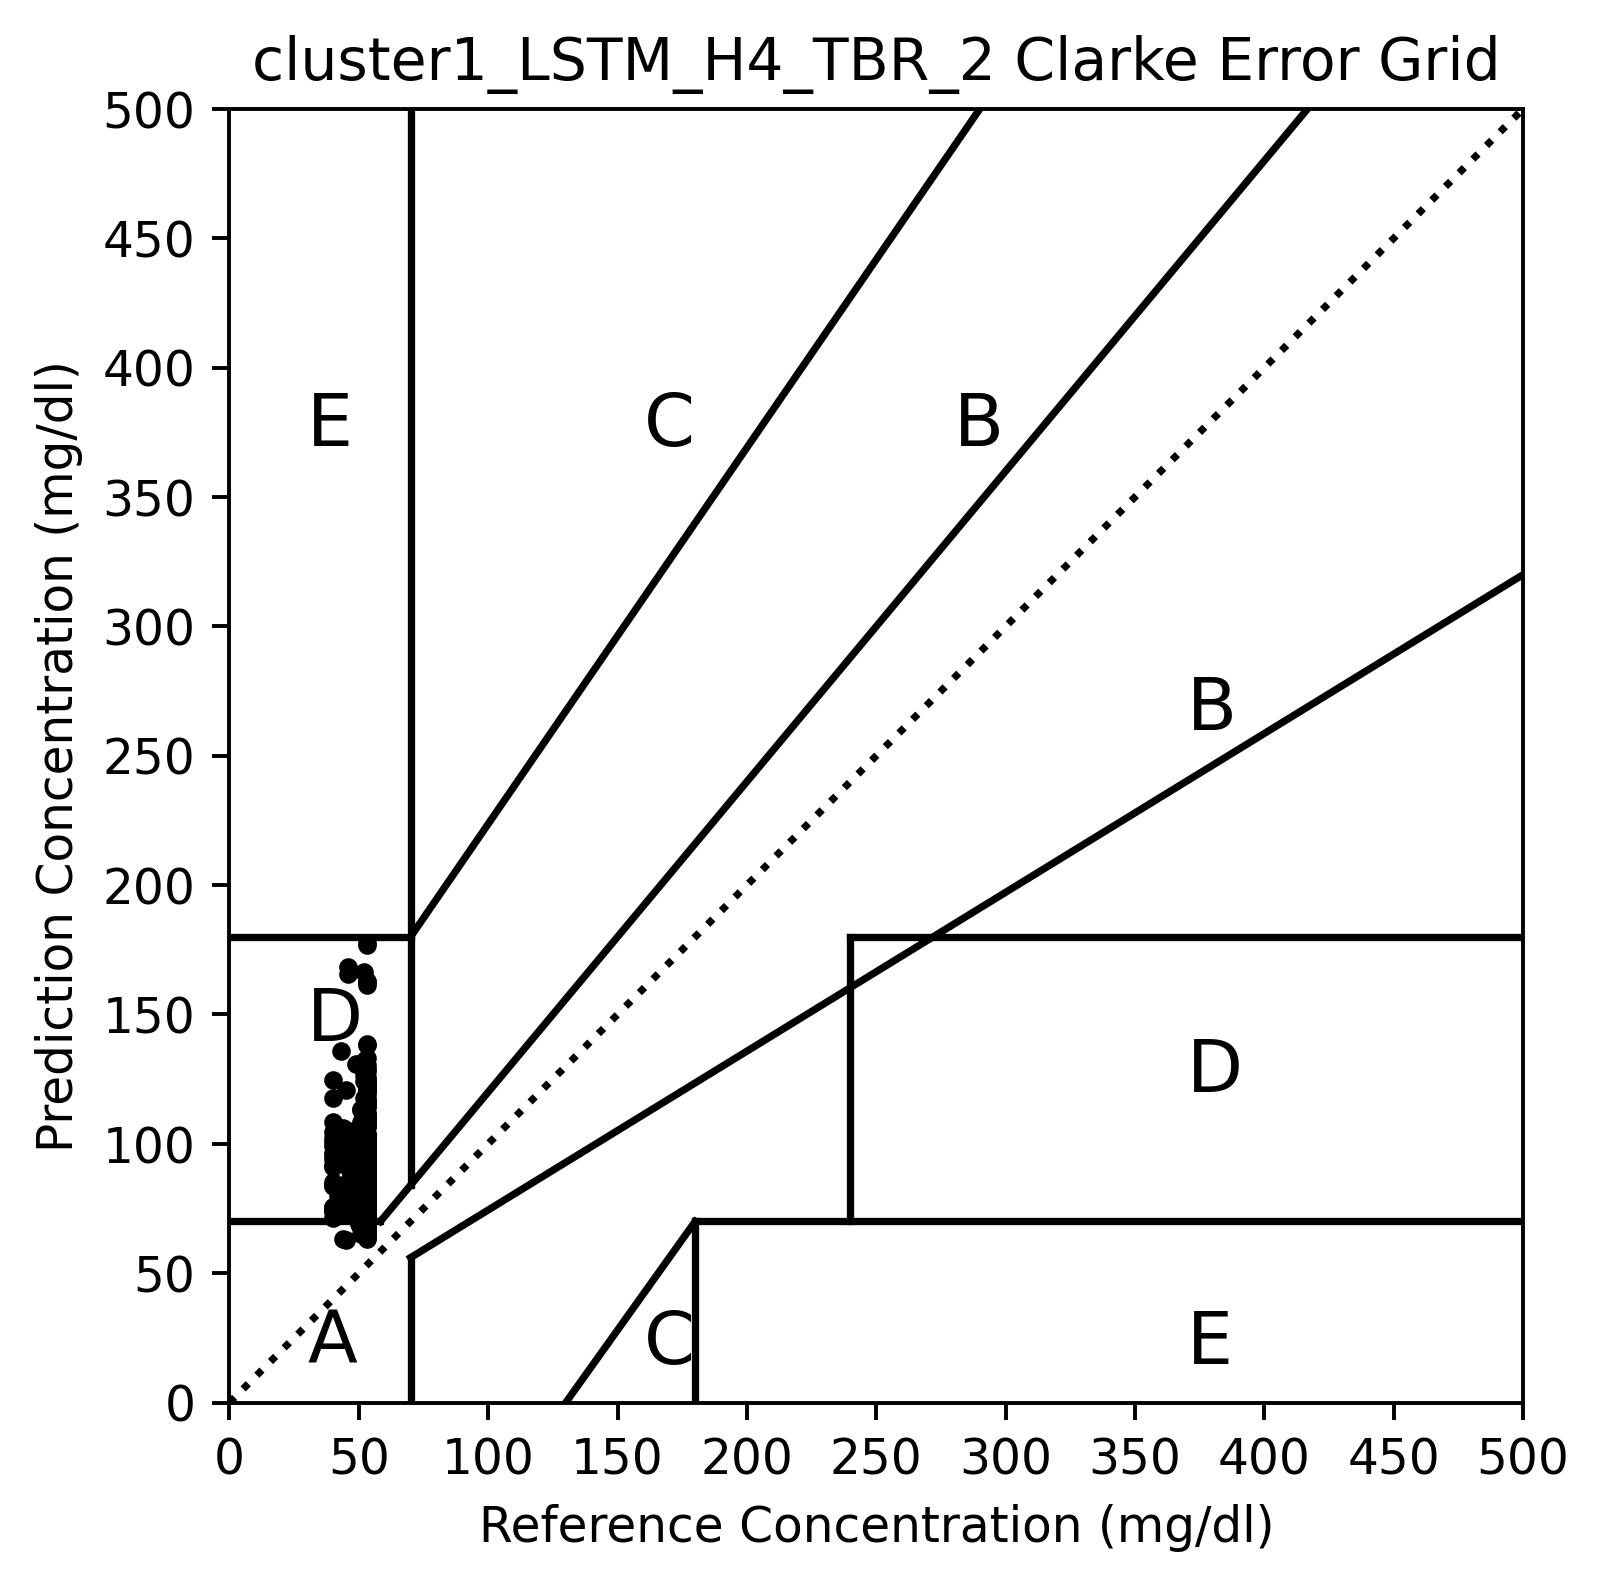 cluster1_LSTM_H4_TBR_2 Clarke Error Grid
Prediction Concentration (mg/dl)
500
450
400
350
300
250
200
150
100
50
0
E
C
B
B
D
D
A
C
E
0 50 100 150 200 250 300 350 400 450 500
Reference Concentration (mg/dl)